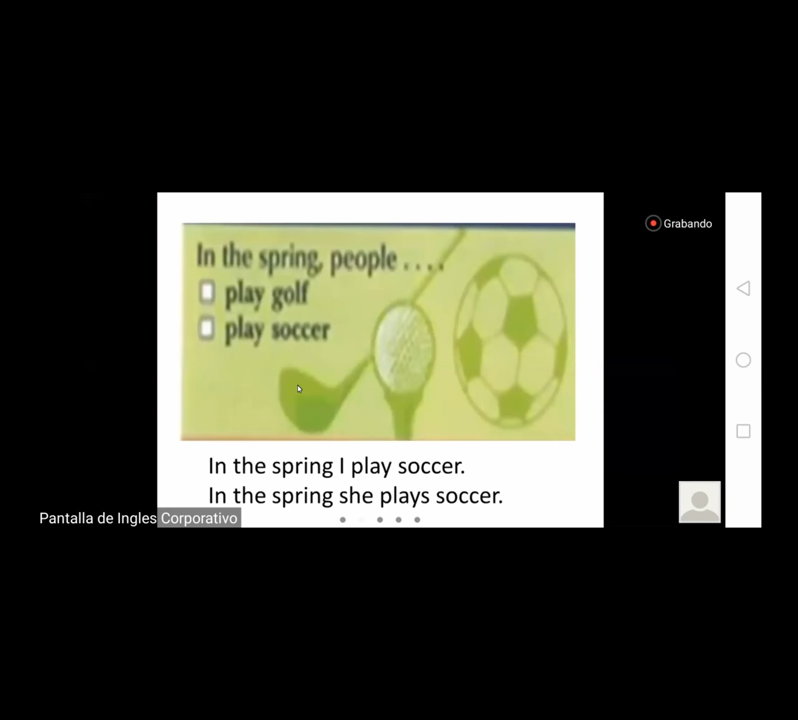 Grabando
In the spring, people . . . .
play golf
play soccer
In the spring I play soccer.
In the spring she plays soccer.
Pantalla de Ingles Corporativo